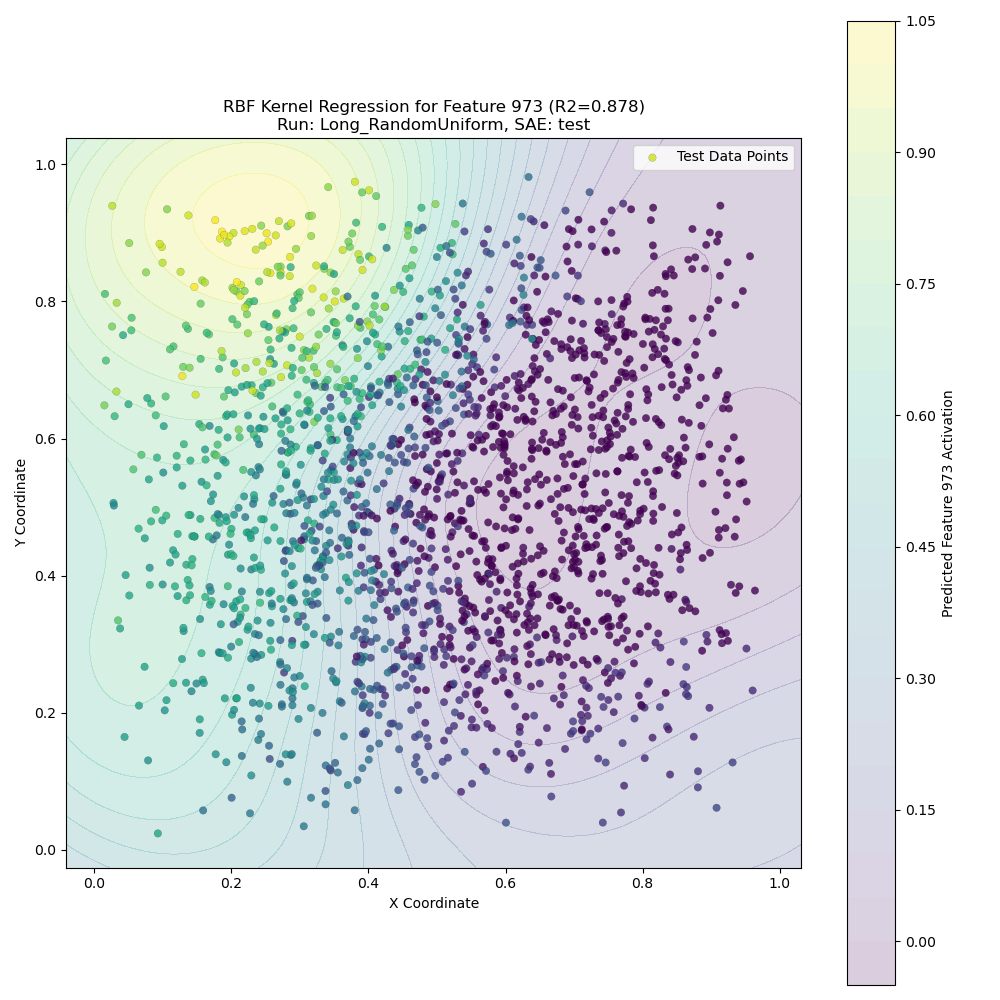 RBF Kernel Regression for Feature 973 (R2=0.878)
Run: Long_RandomUniform, SAE: test
Test Data Points
1.0
0.8
0.6
0.4
0.2
0.0
Y Coordinate
0.0 0.2 0.4 0.6 0.8 1.0
X Coordinate
1.05
0.90
0.75
0.60
0.45
0.30
0.15
0.00
Predicted Feature 973 Activation